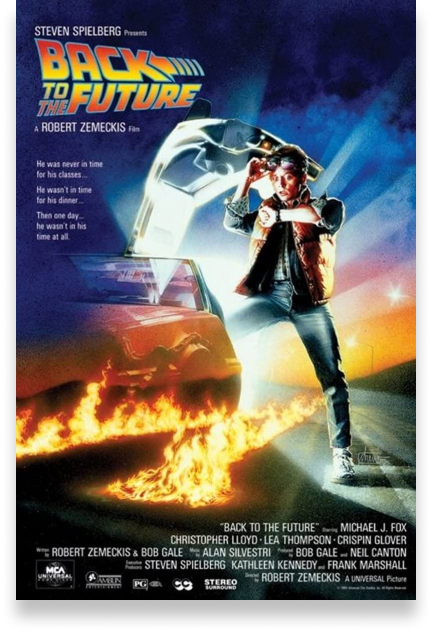 STEVEN SPIELBERG Presents
BACK
TO
THE FUTURE
A ROBERT ZEMECKIS Film
He was never in time
for his classes...
He wasn't in time
for his dinner...
Then one day...
he wasn't in his
time at all.
"BACK TO THE FUTURE" Starring MICHAEL J. FOX
CHRISTOPHER LLOYD · LEA THOMPSON · CRISPIN GLOVER
Written by ROBERT ZEMECKIS & BOB GALE Music by ALAN SILVESTRI Produced by BOB GALE and NEIL CANTON
Executive Producers STEVEN SPIELBERG KATHLEEN KENNEDY and FRANK MARSHALL
Directed by ROBERT ZEMECKIS A UNIVERSAL Picture
MCA
UNIVERSAL
AMBLIN
ENTERTAINMENT
PG
STEREO
SURROUND